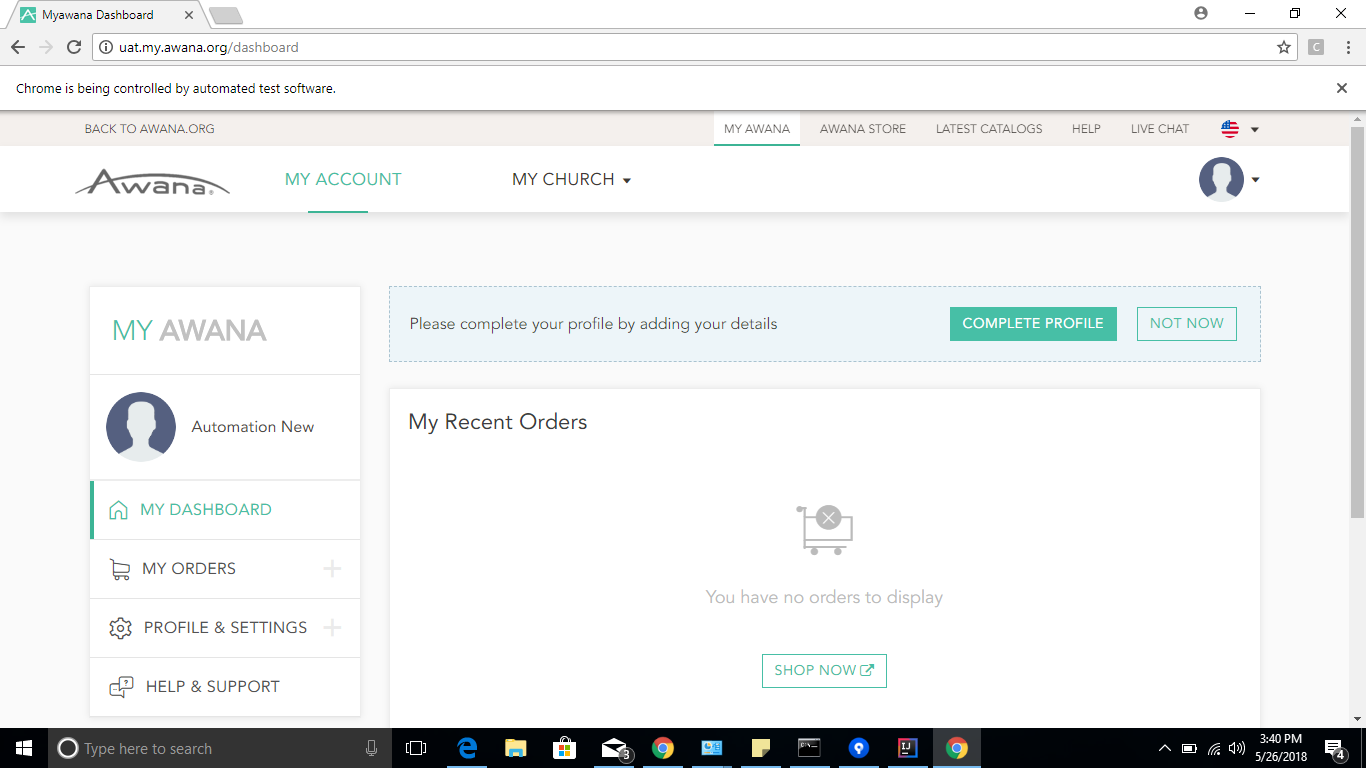 Myawana Dashboard
uat.my.awana.org/dashboard
C
Chrome is being controlled by automated test software.
BACK TO AWANA.ORG
MY AWANA
AWANA STORE
LATEST CATALOGS
HELP
LIVE CHAT
Awana®
MY ACCOUNT
MY CHURCH
MY AWANA
Please complete your profile by adding your details
COMPLETE PROFILE
NOT NOW
Automation New
My Recent Orders
MY DASHBOARD
MY ORDERS
PROFILE & SETTINGS
HELP & SUPPORT
You have no orders to display
SHOP NOW
Type here to search
3
IJ
3:40 PM
5/26/2018
4